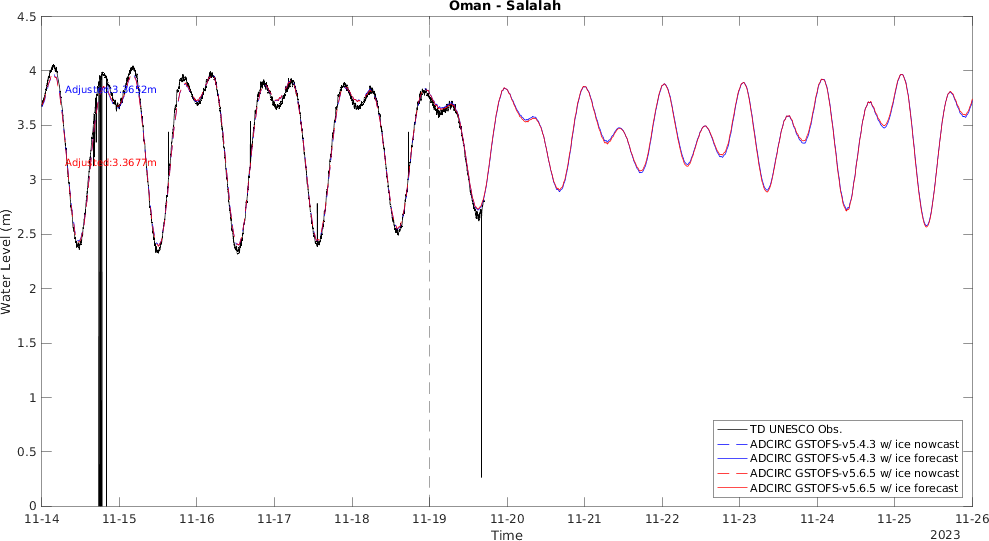 Oman - Salalah
4.5
4
3.5
3
2.5
2
1.5
1
0.5
0
Water Level (m)
Adjusted:3.3652m
Adjusted:3.3677m
TD UNESCO Obs.
ADCIRC GSTOFS-v5.4.3 w/ ice nowcast
ADCIRC GSTOFS-v5.4.3 w/ ice forecast
ADCIRC GSTOFS-v5.6.5 w/ ice nowcast
ADCIRC GSTOFS-v5.6.5 w/ ice forecast
11-14 11-15 11-16 11-17 11-18 11-19 11-20 11-21 11-22 11-23 11-24 11-25 11-26
Time
2023